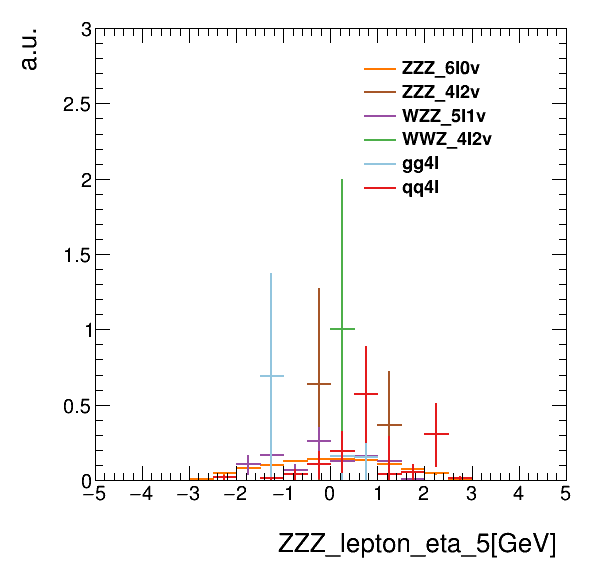 a.u.
3
2.5
2
1.5
1
0.5
0
ZZZ_6l0v
ZZZ_4l2v
WZZ_5l1v
WWZ_4l2v
gg4l
qq4l
−5 −4 −3 −2 −1 0 1 2 3 4 5
ZZZ_lepton_eta_5[GeV]